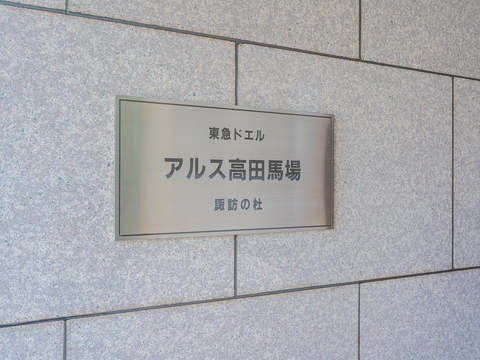 東急ドエル
アルス高田馬場
諏訪の杜